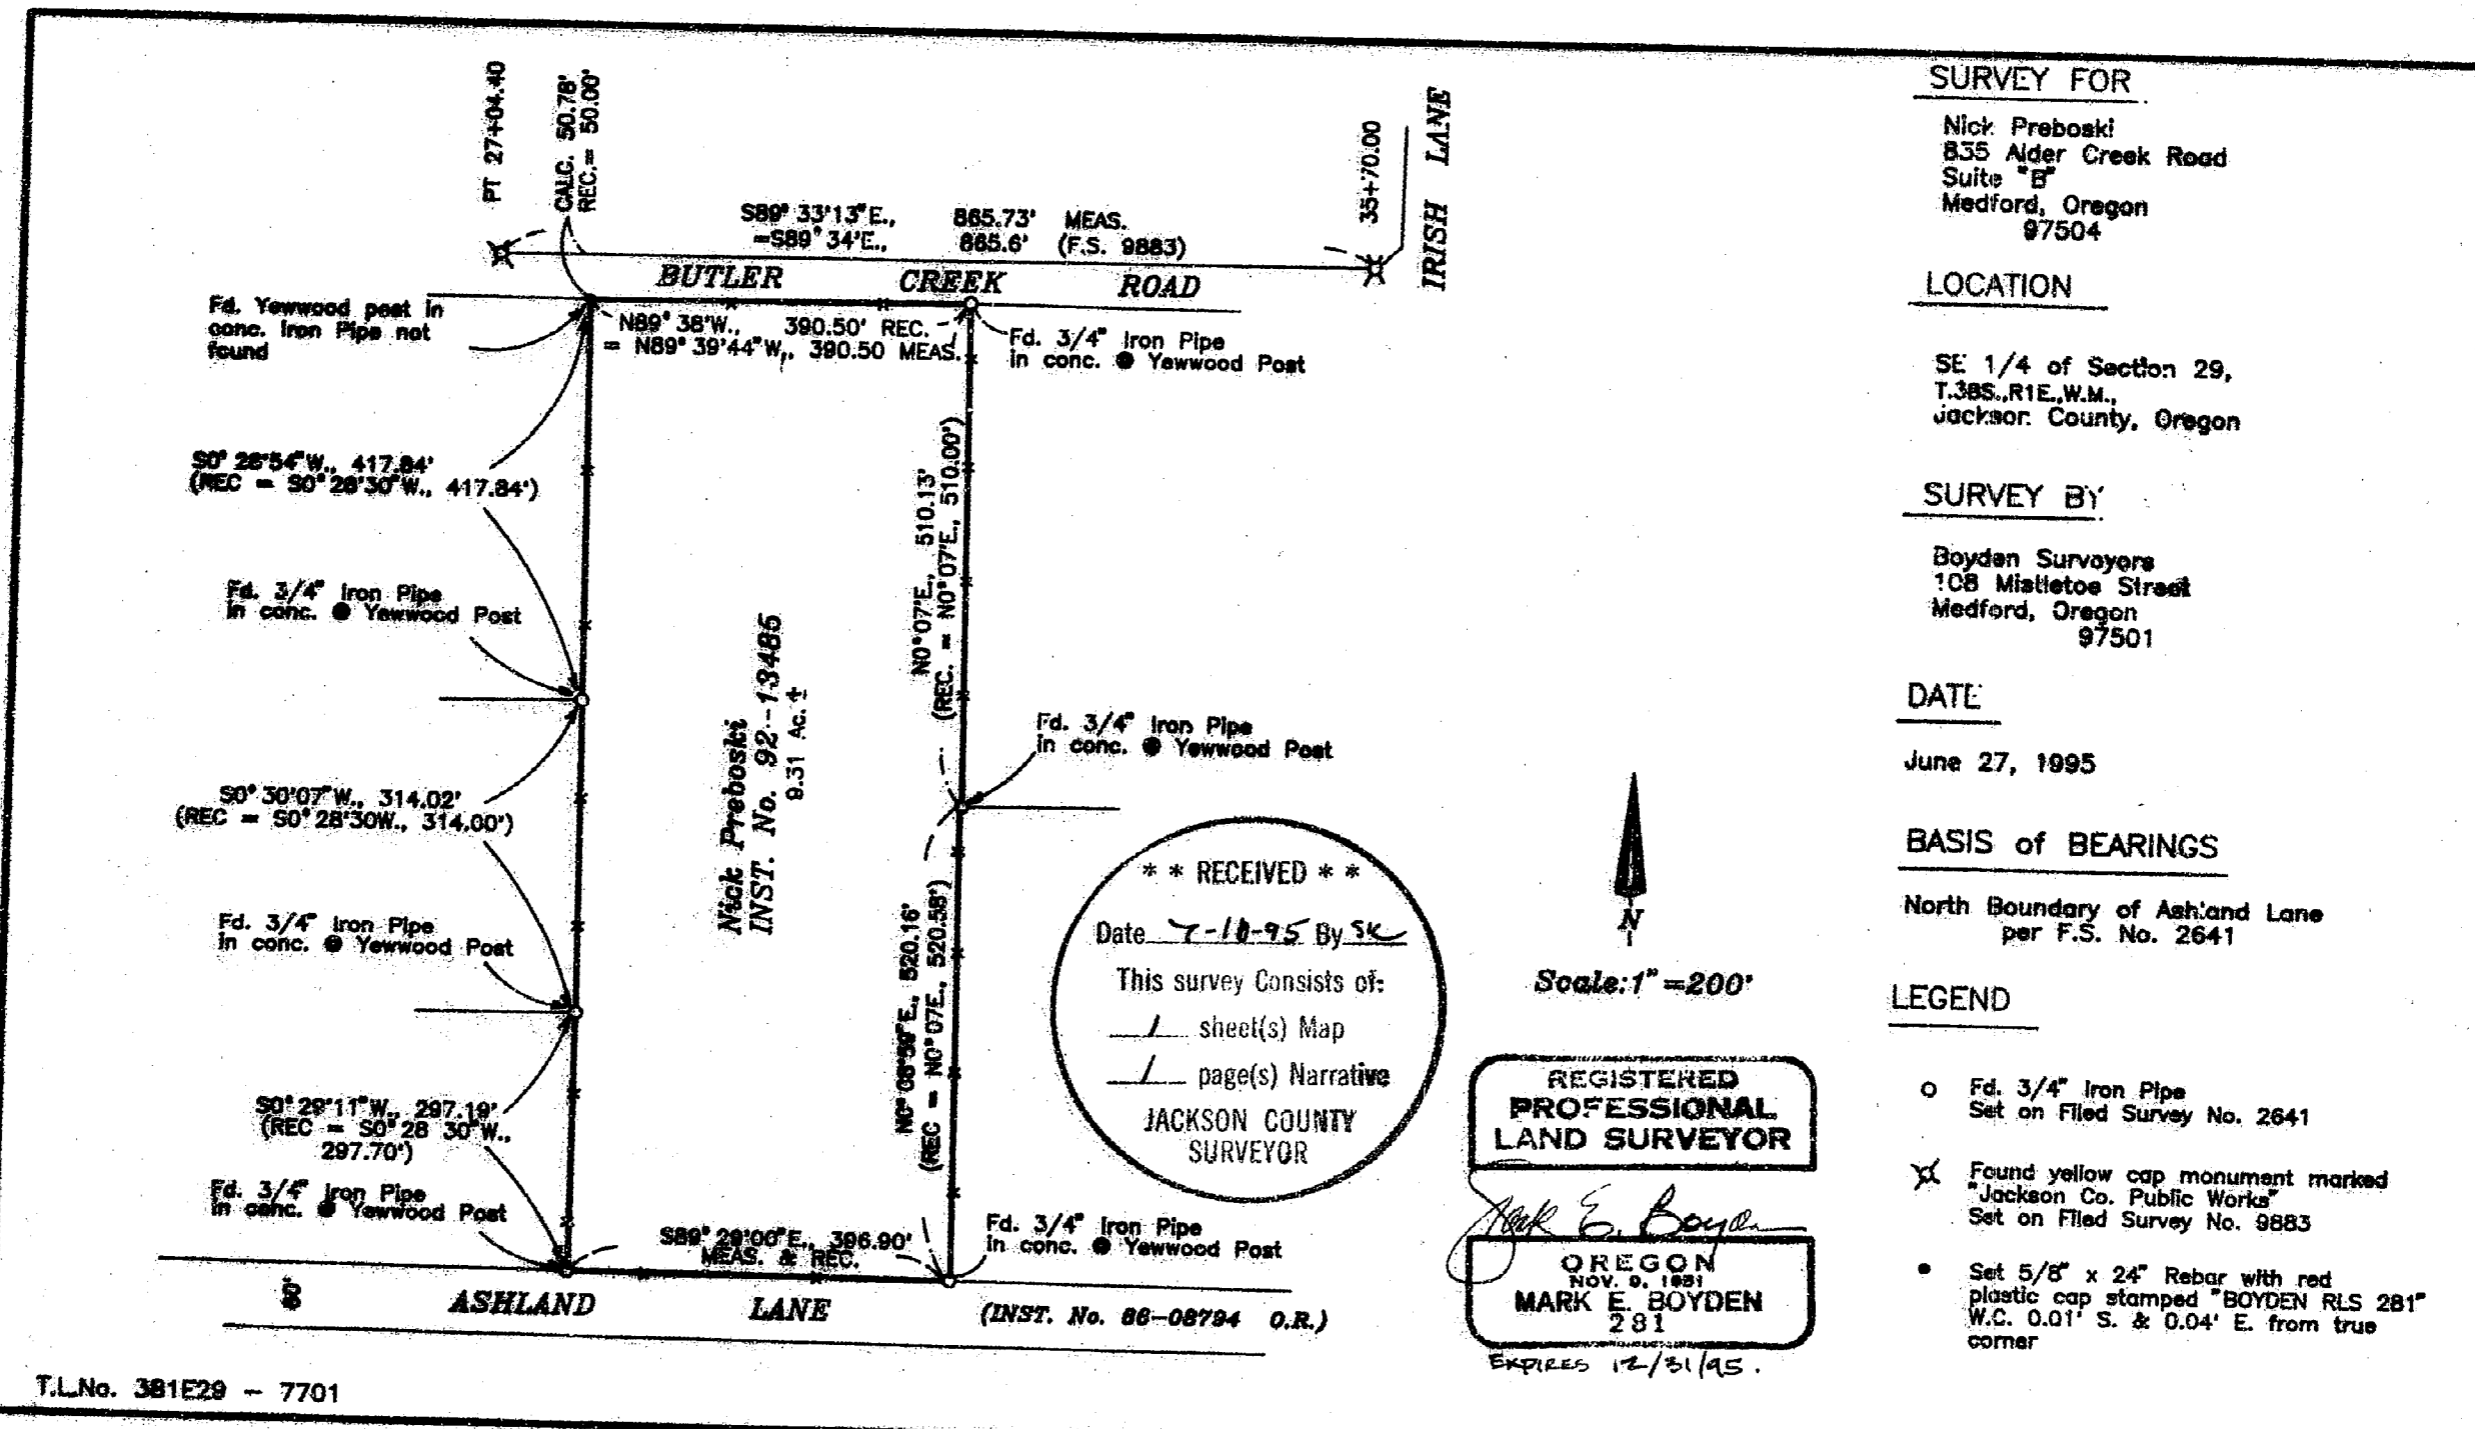 PT 27+04.40
CALC. 50.78'
REC.= 50.00'
S89° 33'13"E., 865.73' MEAS.
=S89° 34'E., 865.6' (F.S. 9883)
35+70.00
IRISH LANE
BUTLER CREEK ROAD
Fd. Yewwood post in
conc. Iron Pipe not
found
N89° 38'W., 390.50' REC.
= N89° 39'44"W., 390.50 MEAS.
Fd. 3/4" Iron Pipe
in conc. @ Yewwood Post
S0° 28'54"W., 417.84'
(REC = S0° 28'30"W., 417.84')
Fd. 3/4" Iron Pipe
in conc. @ Yewwood Post
N0°07'E., 510.13'
(REC. = N0°07'E., 510.00')
Nick Preboski
INST. No. 92-13485
9.31 Ac.±
Fd. 3/4" Iron Pipe
in conc. @ Yewwood Post
S0° 30'07"W., 314.02'
(REC = S0° 28'30W., 314.00')
Fd. 3/4" Iron Pipe
in conc. @ Yewwood Post
N0° 08'59"E., 520.16'
(REC = N0° 07'E., 520.58')
S0° 29'11"W., 297.19'
(REC = S0° 28 30"W.,
297.70')
Fd. 3/4" Iron Pipe
in conc. @ Yewwood Post
S89° 29'00"E., 396.90'
MEAS. & REC.
Fd. 3/4" Iron Pipe
in conc. @ Yewwood Post
ASHLAND LANE (INST. No. 86-08794 O.R.)
T.L.No. 381E29 - 7701
* * RECEIVED * *
Date 7-10-95 By SK
This survey Consists of:
1 sheet(s) Map
1 page(s) Narrative
JACKSON COUNTY
SURVEYOR
N
Scale:1"=200'
REGISTERED
PROFESSIONAL
LAND SURVEYOR
Mark E. Boyden
OREGON
NOV. 9, 1951
MARK E. BOYDEN
281
EXPIRES 12/31/95.
SURVEY FOR
Nick Preboski
835 Alder Creek Road
Suite "B"
Medford, Oregon
97504
LOCATION
SE 1/4 of Section 29,
T.38S.,R1E.,W.M.,
Jackson County, Oregon
SURVEY BY
Boyden Surveyors
108 Mistletoe Street
Medford, Oregon
97501
DATE
June 27, 1995
BASIS of BEARINGS
North Boundary of Ashland Lane
per F.S. No. 2641
LEGEND
Fd. 3/4" Iron Pipe
Set on Filed Survey No. 2641
Found yellow cap monument marked
"Jackson Co. Public Works"
Set on Filed Survey No. 9883
Set 5/8" x 24" Rebar with red
plastic cap stamped "BOYDEN RLS 281"
W.C. 0.01' S. & 0.04' E. from true
corner